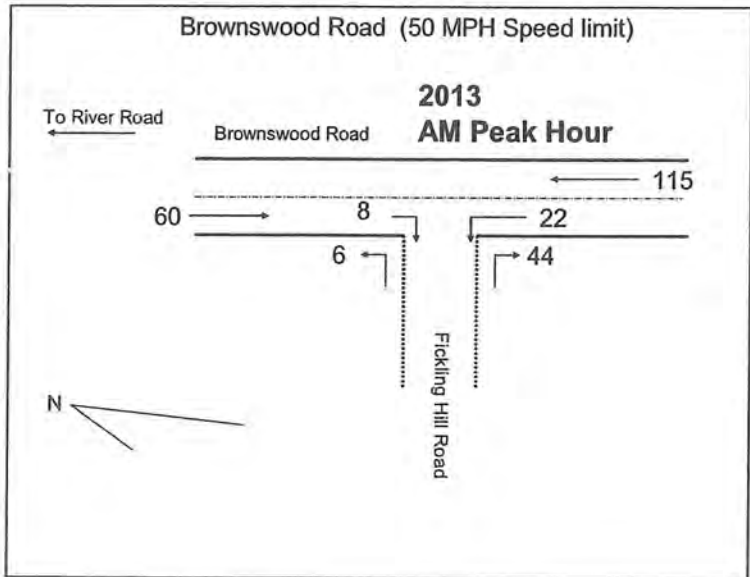 Brownswood Road (50 MPH Speed limit)
2013
To River Road
Brownswood Road
AM Peak Hour
115
60
8
22
6
44
Fickling Hill Road
N